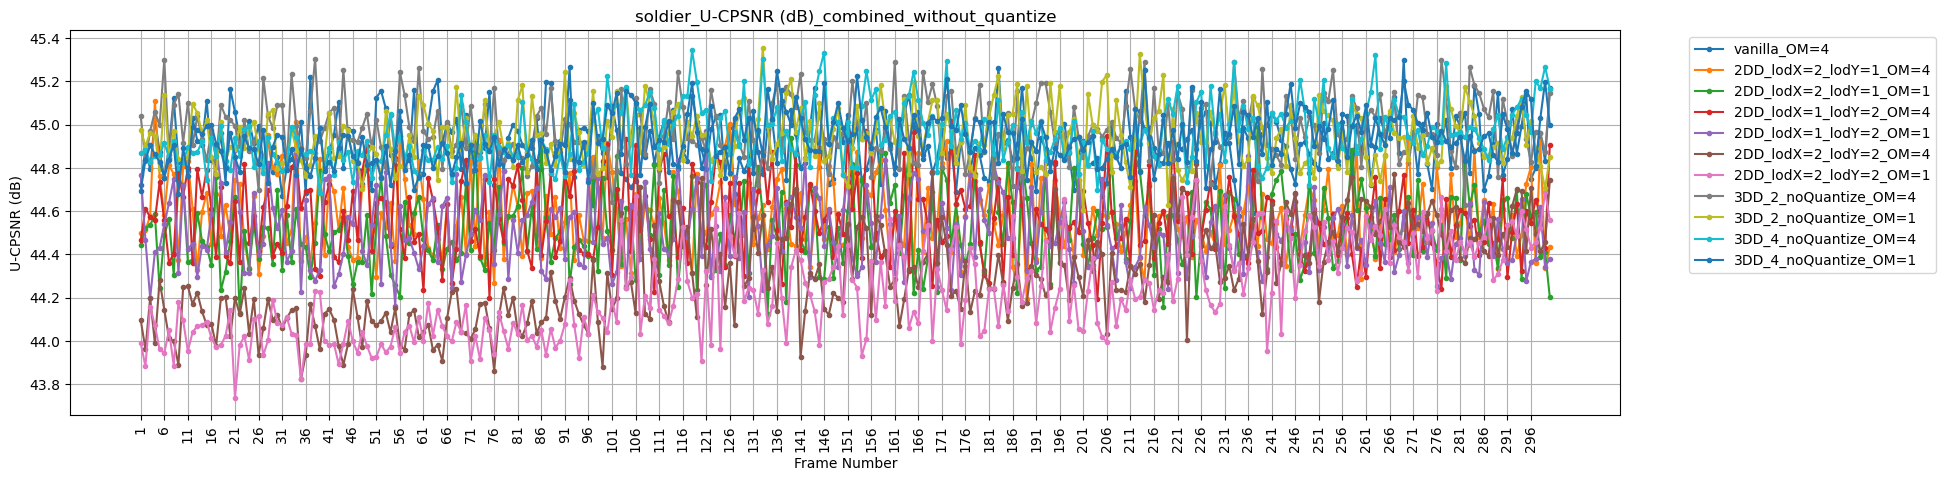 soldier_U-CPSNR (dB)_combined_without_quantize
U-CPSNR (dB)
45.4
45.2
45.0
44.8
44.6
44.4
44.2
44.0
43.8
1 6 11 16 21 26 31 36 41 46 51 56 61 66 71 76 81 86 91 96 101 106 111 116 121 126 131 136 141 146 151 156 161 166 171 176 181 186 191 196 201 206 211 216 221 226 231 236 241 246 251 256 261 266 271 276 281 286 291 296
Frame Number
vanilla_OM=4
2DD_lodX=2_lodY=1_OM=4
2DD_lodX=2_lodY=1_OM=1
2DD_lodX=1_lodY=2_OM=4
2DD_lodX=1_lodY=2_OM=1
2DD_lodX=2_lodY=2_OM=4
2DD_lodX=2_lodY=2_OM=1
3DD_2_noQuantize_OM=4
3DD_2_noQuantize_OM=1
3DD_4_noQuantize_OM=4
3DD_4_noQuantize_OM=1